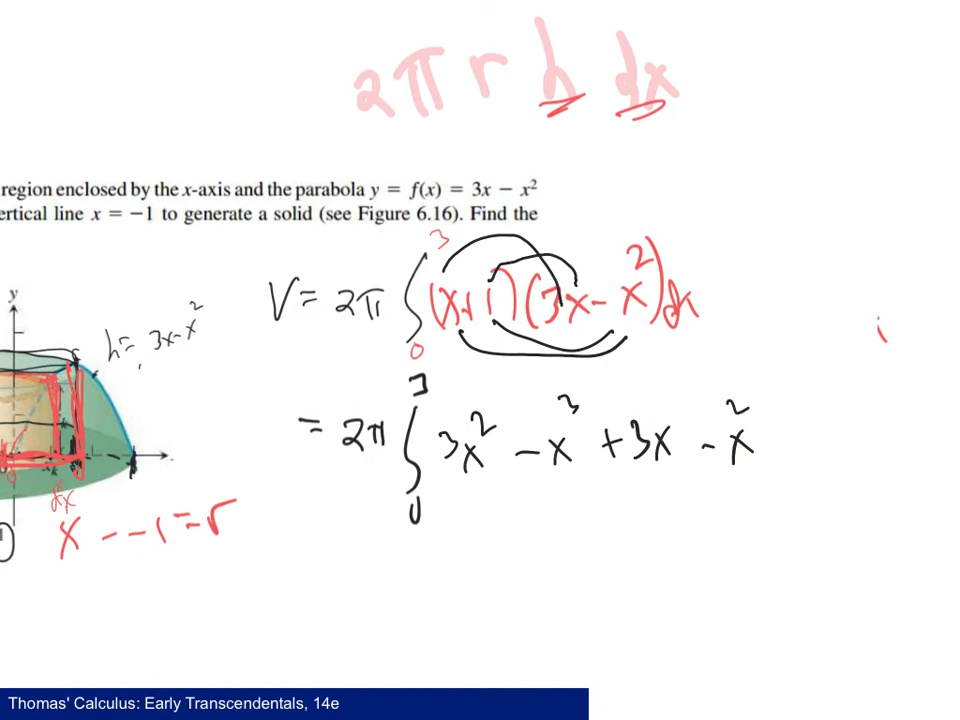 2π r h dx
region enclosed by the x-axis and the parabola y = f(x) = 3x − x²
ertical line x = −1 to generate a solid (see Figure 6.16). Find the
V = 2π ∫₀³ (x+1)(3x − x²)dx
y
h = 3x-x²
= 2π ∫₀³ 3x² − x³ + 3x − x²
dx
x - -1 = r
Thomas' Calculus: Early Transcendentals, 14e